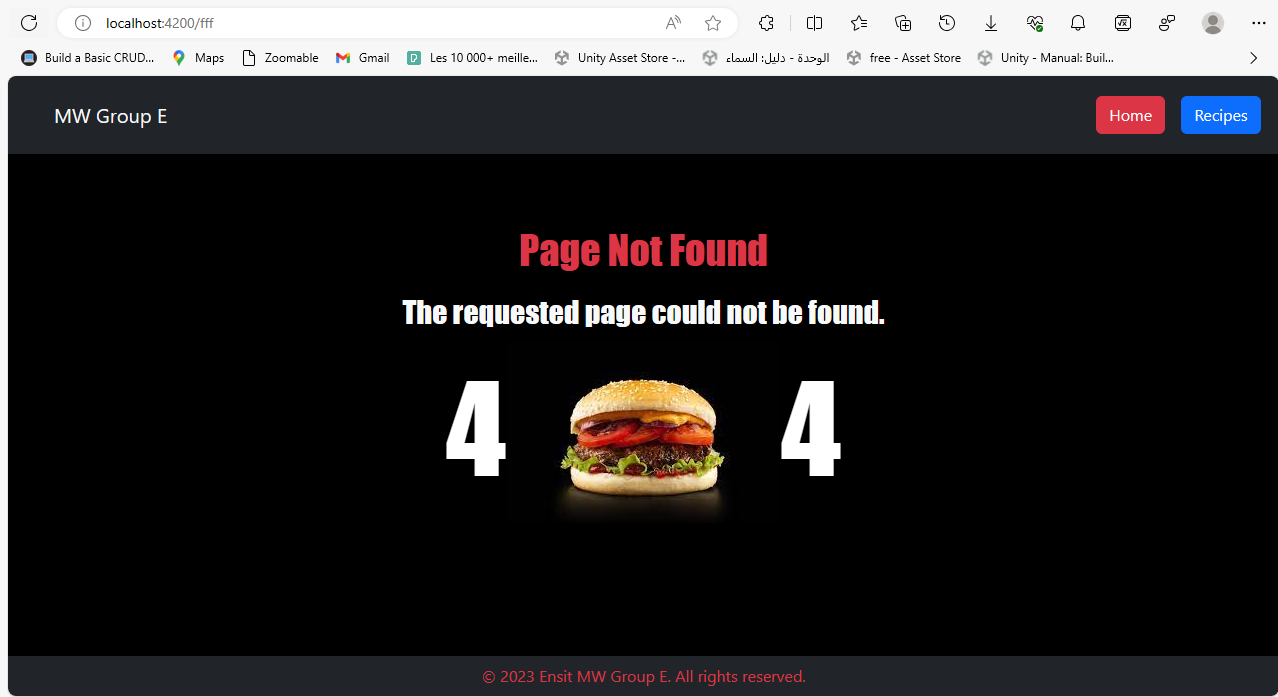 localhost:4200/fff
Build a Basic CRUD... Maps Zoomable Gmail Les 10 000+ meille... Unity Asset Store -... الوحدة - دليل: السماء free - Asset Store Unity - Manual: Buil...
MW Group E Home Recipes
Page Not Found
The requested page could not be found.
4 4
© 2023 Ensit MW Group E. All rights reserved.